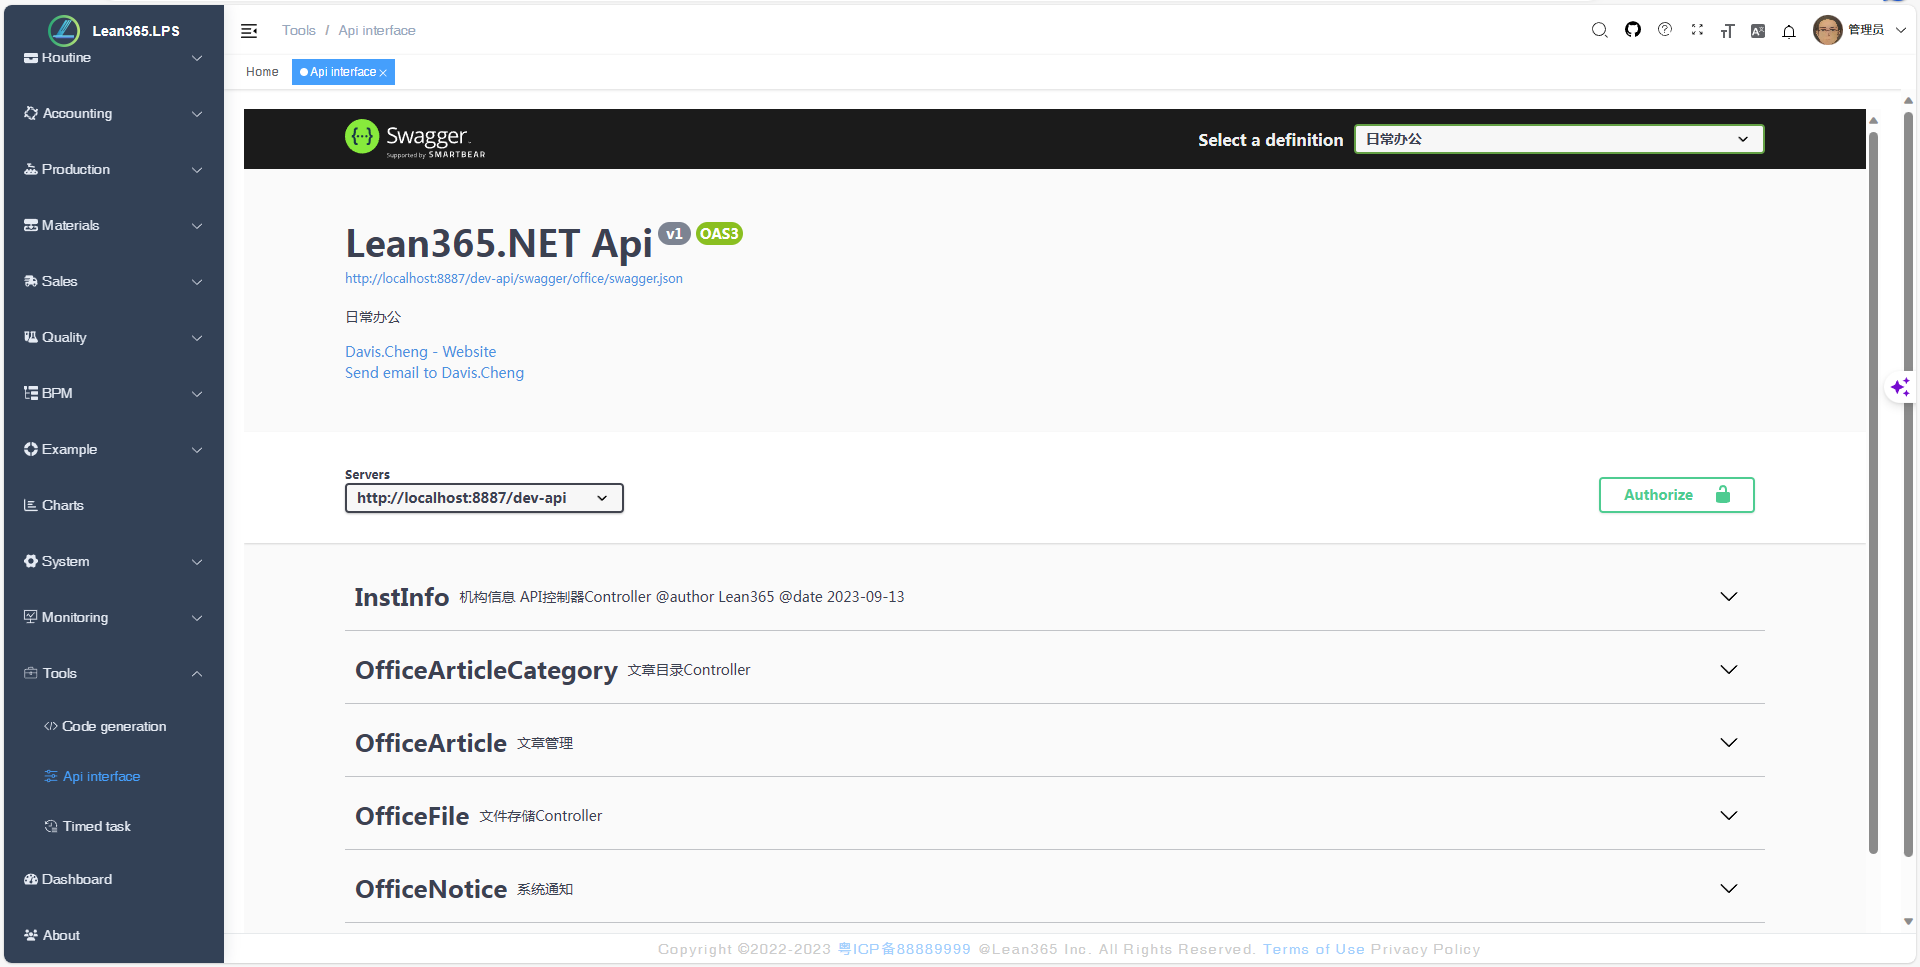 Lean365.LPS
Routine
Accounting
Production
Materials
Sales
Quality
BPM
Example
Charts
System
Monitoring
Tools
Code generation
Api interface
Timed task
Dashboard
About
Tools / Api interface
管理员
Home
Api interface
Swagger
Supported by SMARTBEAR
Select a definition
日常办公
Lean365.NET Api v1 OAS3
http://localhost:8887/dev-api/swagger/office/swagger.json
日常办公
Davis.Cheng - Website
Send email to Davis.Cheng
Servers
http://localhost:8887/dev-api
Authorize
InstInfo 机构信息 API控制器Controller @author Lean365 @date 2023-09-13
OfficeArticleCategory 文章目录Controller
OfficeArticle 文章管理
OfficeFile 文件存储Controller
OfficeNotice 系统通知
Copyright ©2022-2023 粤ICP备88889999 @Lean365 Inc. All Rights Reserved. Terms of Use Privacy Policy